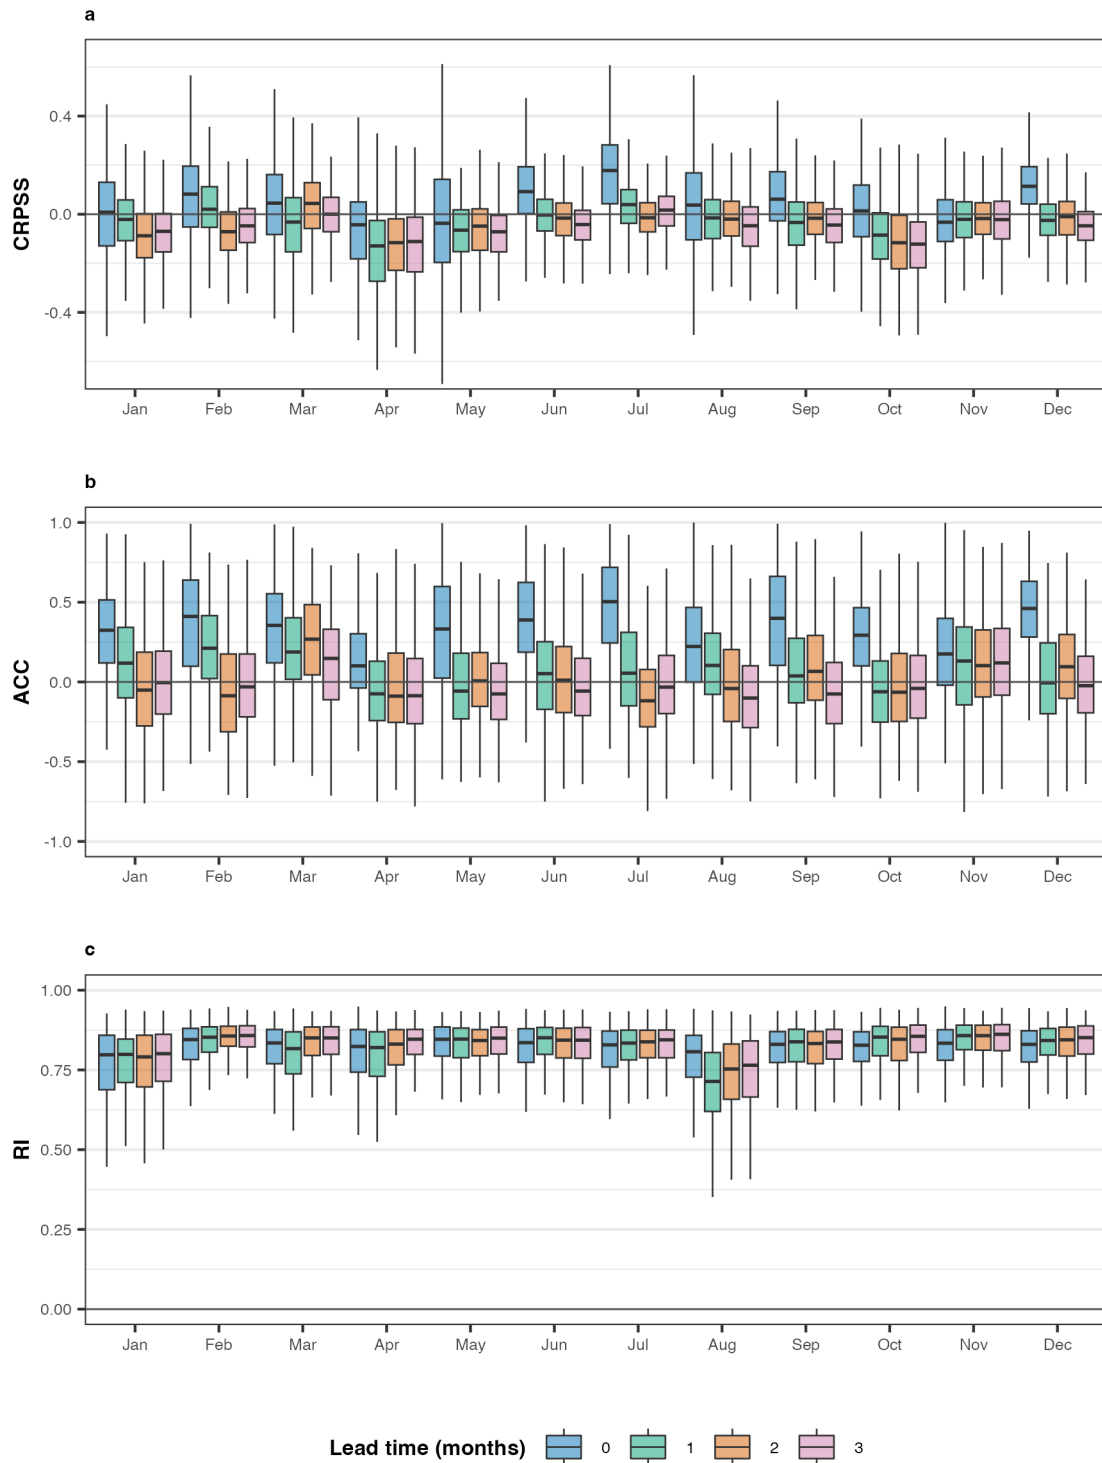 a
CRPSS
0.4
0.0
-0.4
Jan Feb Mar Apr May Jun Jul Aug Sep Oct Nov Dec
b
ACC
1.0
0.5
0.0
-0.5
-1.0
Jan Feb Mar Apr May Jun Jul Aug Sep Oct Nov Dec
c
RI
1.00
0.75
0.50
0.25
0.00
Jan Feb Mar Apr May Jun Jul Aug Sep Oct Nov Dec
Lead time (months) 0 1 2 3